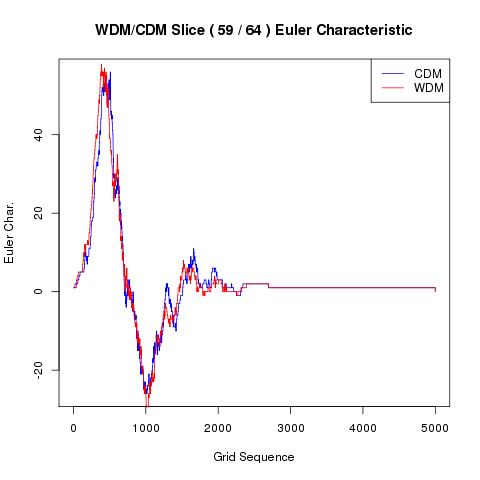 WDM/CDM Slice ( 59 / 64 ) Euler Characteristic
CDM
WDM
Euler Char.
40
20
0
-20
0 1000 2000 3000 4000 5000
Grid Sequence